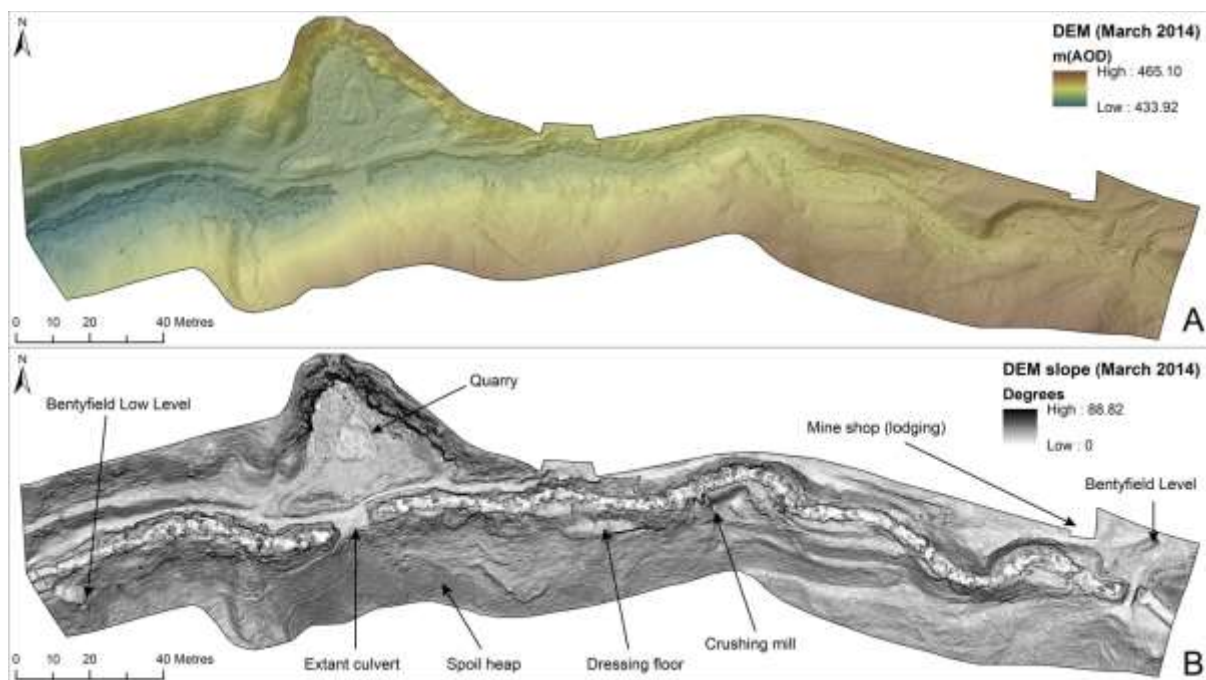 N
DEM (March 2014)
m(AOD)
High : 465.10
Low : 433.92
0 10 20 40 Metres
A
N
DEM slope (March 2014)
Degrees
High : 88.82
Low : 0
Quarry
Bentyfield Low Level
Mine shop (lodging)
Bentyfield Level
Extant culvert
Spoil heap
Dressing floor
Crushing mill
0 10 20 40 Metres
B